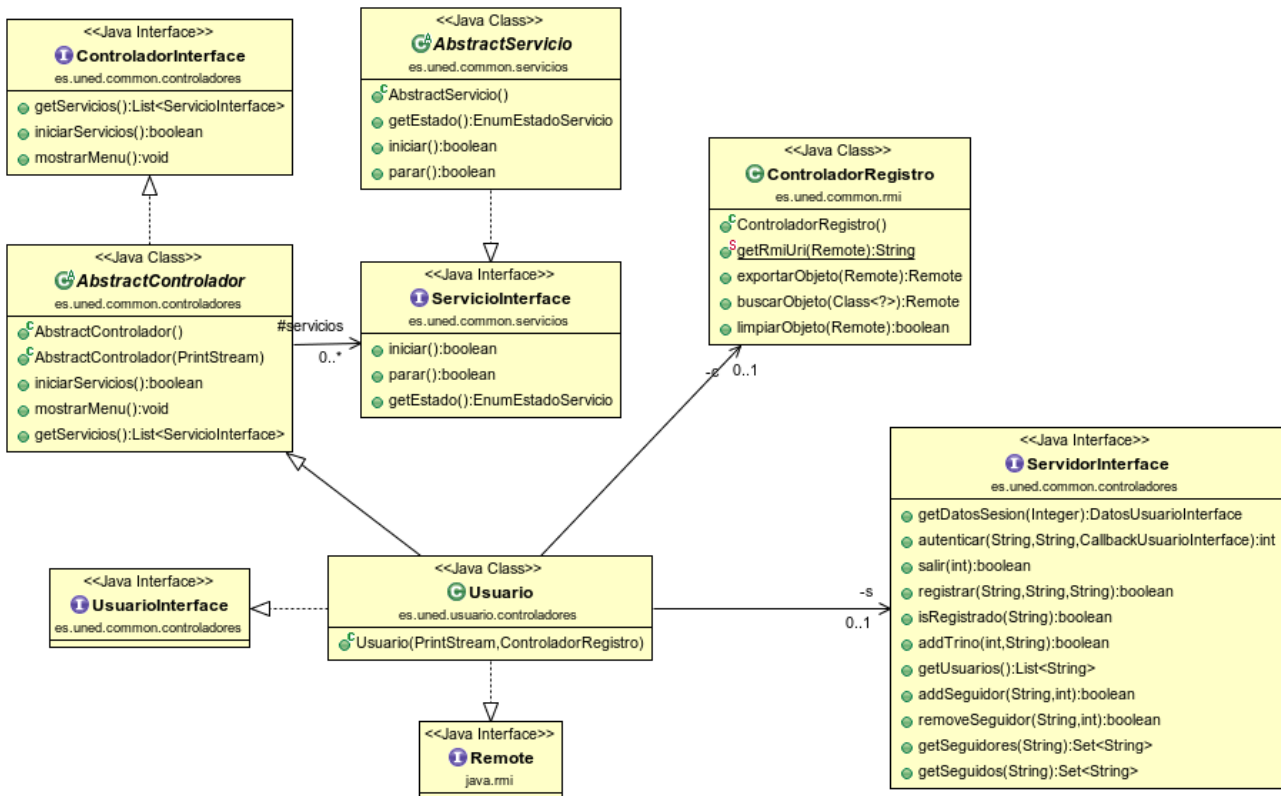 <<Java Interface>>
ControladorInterface
es.uned.common.controladores
getServicios():List<ServicioInterface>
iniciarServicios():boolean
mostrarMenu():void
<<Java Class>>
AbstractServicio
es.uned.common.servicios
AbstractServicio()
getEstado():EnumEstadoServicio
iniciar():boolean
parar():boolean
<<Java Class>>
ControladorRegistro
es.uned.common.rmi
ControladorRegistro()
getRmiUri(Remote):String
exportarObjeto(Remote):Remote
buscarObjeto(Class<?>):Remote
limpiarObjeto(Remote):boolean
<<Java Class>>
AbstractControlador
es.uned.common.controladores
AbstractControlador()
AbstractControlador(PrintStream)
iniciarServicios():boolean
mostrarMenu():void
getServicios():List<ServicioInterface>
#servicios
0..*
<<Java Interface>>
ServicioInterface
es.uned.common.servicios
iniciar():boolean
parar():boolean
getEstado():EnumEstadoServicio
-c
0..1
<<Java Interface>>
ServidorInterface
es.uned.common.controladores
getDatosSesion(Integer):DatosUsuarioInterface
autenticar(String,String,CallbackUsuarioInterface):int
salir(int):boolean
registrar(String,String,String):boolean
isRegistrado(String):boolean
addTrino(int,String):boolean
getUsuarios():List<String>
addSeguidor(String,int):boolean
removeSeguidor(String,int):boolean
getSeguidores(String):Set<String>
getSeguidos(String):Set<String>
<<Java Interface>>
UsuarioInterface
es.uned.common.controladores
<<Java Class>>
Usuario
es.uned.usuario.controladores
Usuario(PrintStream,ControladorRegistro)
-s
0..1
<<Java Interface>>
Remote
java.rmi